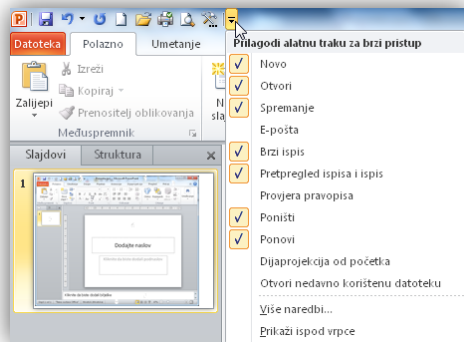 Datoteka Polazno Umetanje
Prilagodi alatnu traku za brzi pristup
Izreži
Kopiraj
Zalijepi
Prenositelj oblikovanja
Međuspremnik
Slajdovi Struktura
1
Dodajte naslov
Novo
Otvori
Spremanje
E-pošta
Brzi ispis
Pretpregled ispisa i ispis
Provjera pravopisa
Poništi
Ponovi
Dijaprojekcija od početka
Otvori nedavno korištenu datoteku
Više naredbi...
Prikaži ispod vrpce